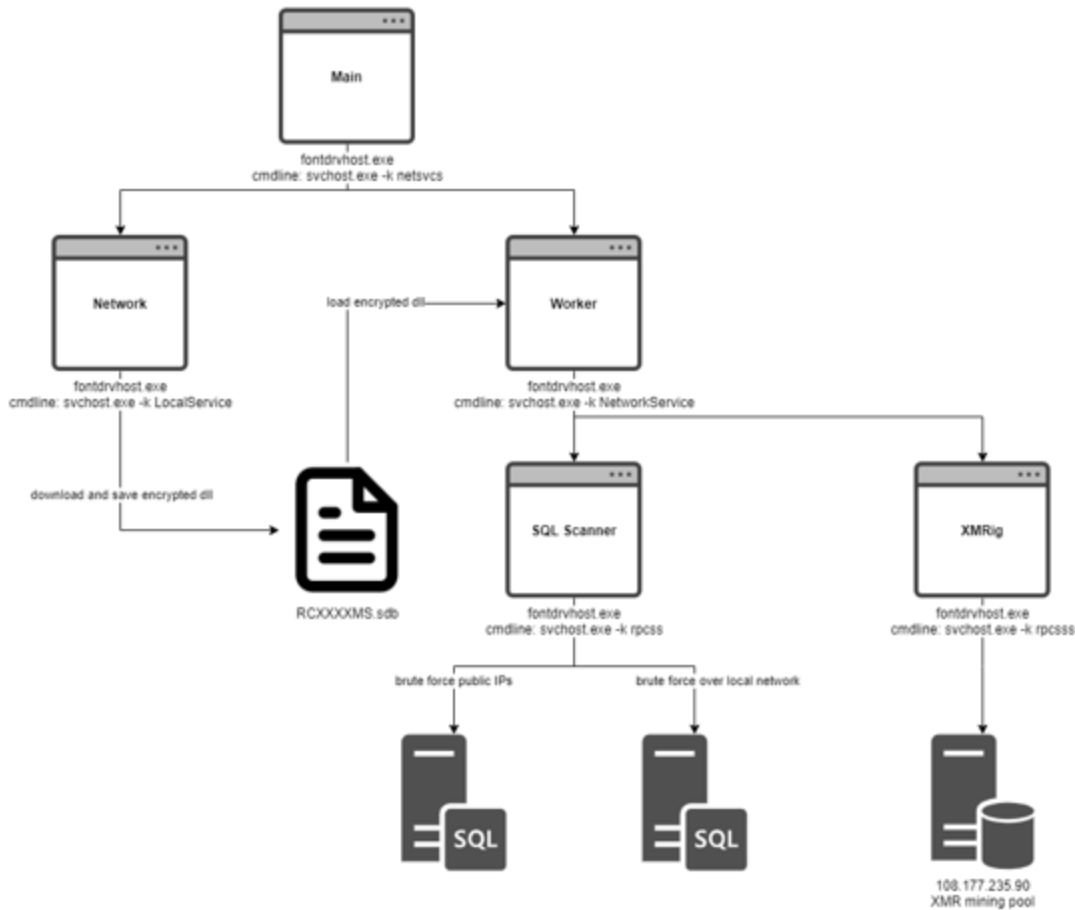 Main
fontdrvhost.exe
cmdline: svchost.exe -k netsvcs
Network
fontdrvhost.exe
cmdline: svchost.exe -k LocalService
load encrypted dll
Worker
fontdrvhost.exe
cmdline: svchost.exe -k NetworkService
download and save encrypted dll
RCXXXXMS.sdb
SQL Scanner
fontdrvhost.exe
cmdline: svchost.exe -k rpcss
XMRig
fontdrvhost.exe
cmdline: svchost.exe -k rpcsss
brute force public IPs
brute force over local network
SQL
SQL
108.177.235.90
XMR mining pool